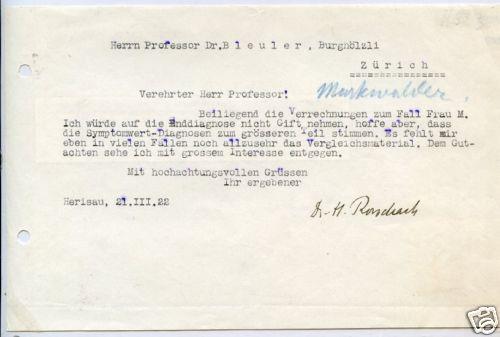 Herrn Professor Dr. Bleuler, Burghölzli
Zürich
Verehrter Herr Professor!
Markwalder,
Beiliegend die Verrechnungen zum Fall Frau M.
Ich würde auf die Enddiagnose nicht Gift nehmen, hoffe aber, dass
die Symptomwert-Diagnosen zum grösseren Teil stimmen. Es fehlt mir
eben in vielen Fällen noch allzusehr das Vergleichsmaterial. Dem Gut-
achten sehe ich mit grossem Interesse entgegen.
Mit hochachtungsvollen Grüssen
Ihr ergebener
Herisau, 21.III.22
Dr. H. Rorschach